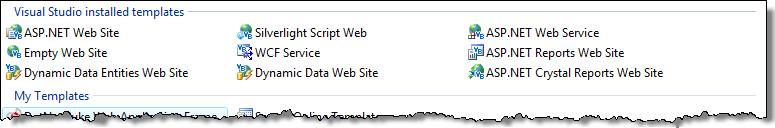 Visual Studio installed templates
ASP.NET Web Site Silverlight Script Web ASP.NET Web Service
Empty Web Site WCF Service ASP.NET Reports Web Site
Dynamic Data Entities Web Site Dynamic Data Web Site ASP.NET Crystal Reports Web Site
My Templates